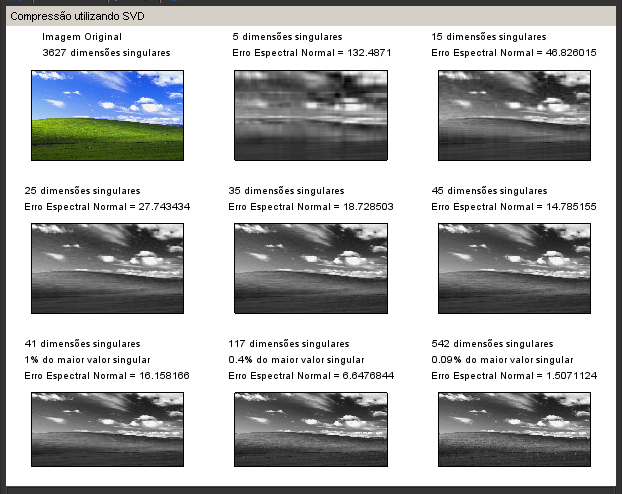 Compressão utilizando SVD
Imagem Original
3627 dimensões singulares
5 dimensões singulares
Erro Espectral Normal = 132.4871
15 dimensões singulares
Erro Espectral Normal = 46.826015
25 dimensões singulares
Erro Espectral Normal = 27.743434
35 dimensões singulares
Erro Espectral Normal = 18.728503
45 dimensões singulares
Erro Espectral Normal = 14.785155
41 dimensões singulares
1% do maior valor singular
Erro Espectral Normal = 16.158166
117 dimensões singulares
0.4% do maior valor singular
Erro Espectral Normal = 6.6476844
542 dimensões singulares
0.09% do maior valor singular
Erro Espectral Normal = 1.5071124